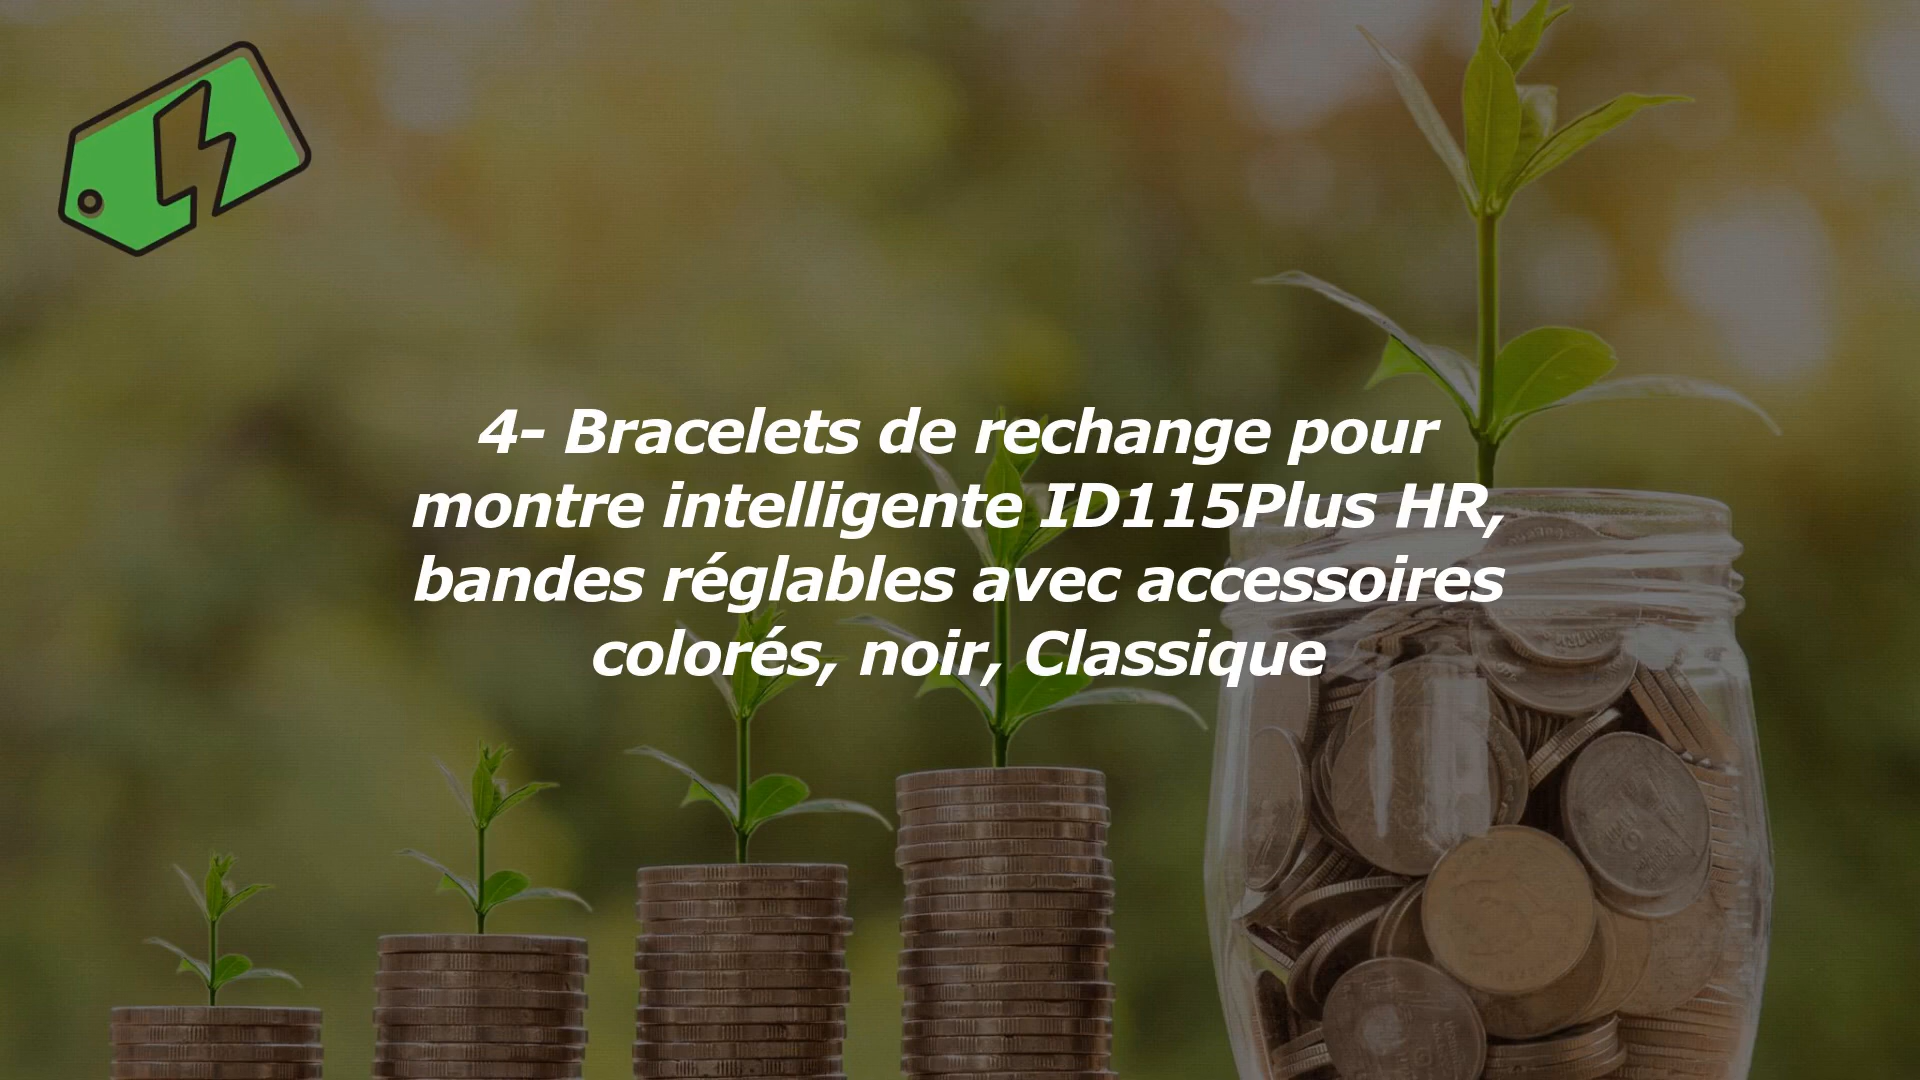 4- Bracelets de rechange pour
montre intelligente ID115Plus HR,
bandes réglables avec accessoires
colorés, noir, Classique